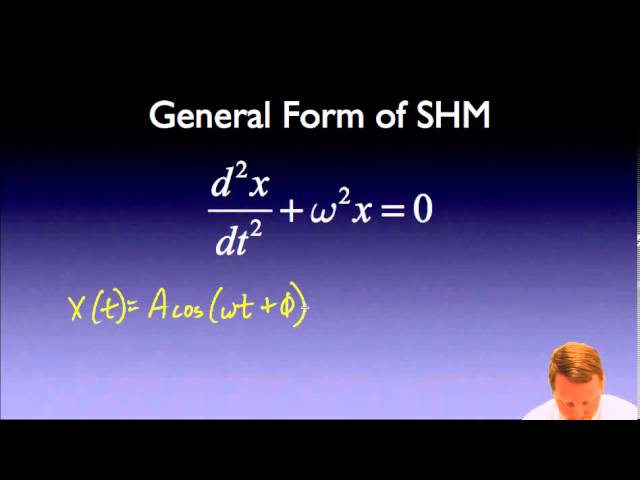 General Form of SHM
d²x/dt² + ω²x = 0
x(t) = A cos(ωt + ϕ)